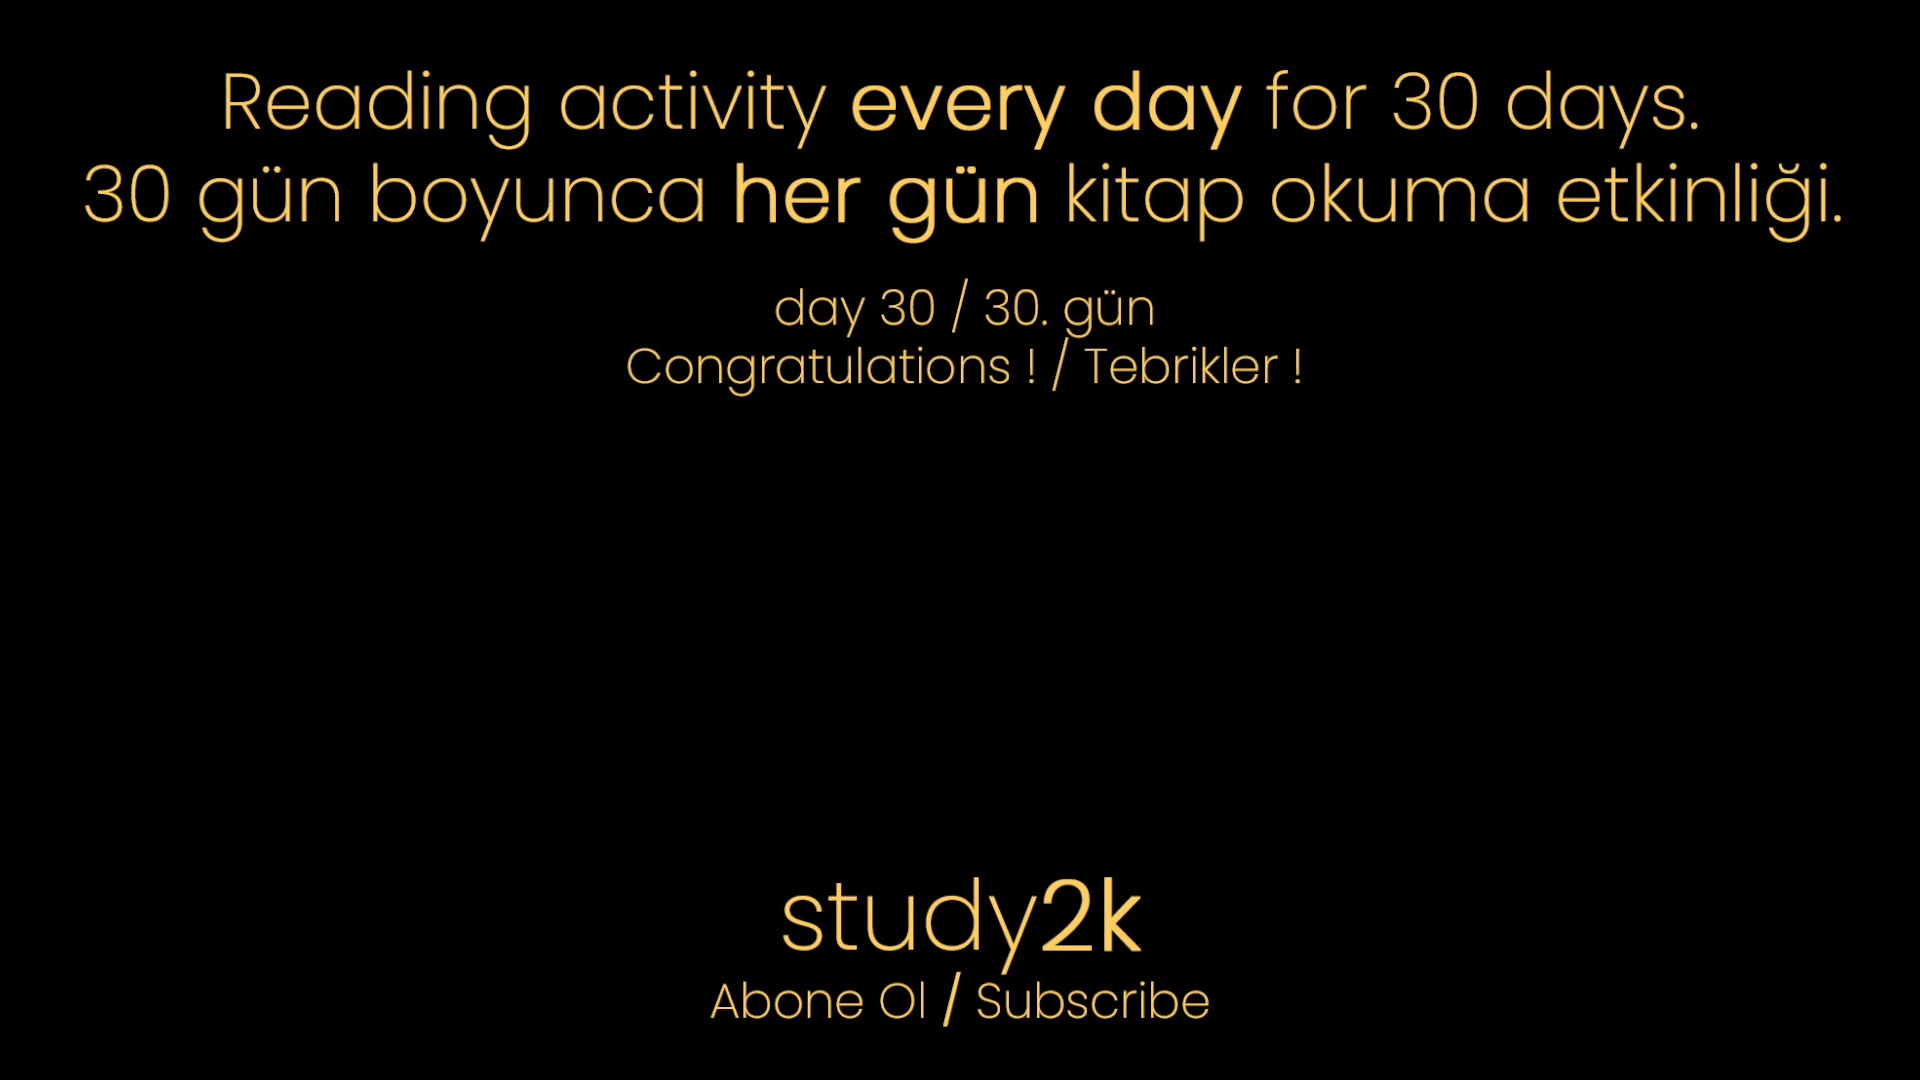 Reading activity every day for 30 days.
30 gün boyunca her gün kitap okuma etkinliği.
day 30 / 30. gün
Congratulations ! / Tebrikler !
study2k
Abone Ol / Subscribe